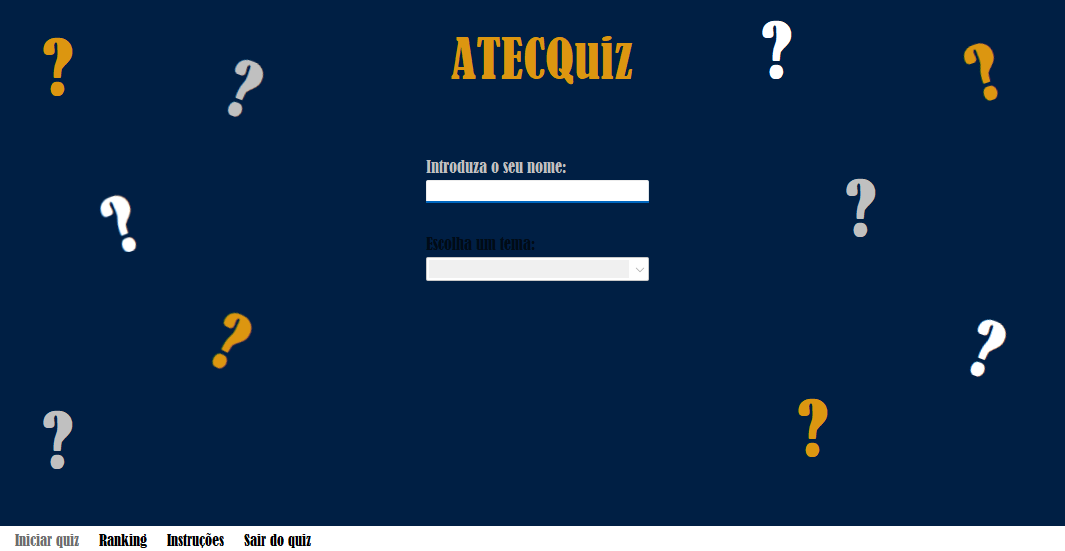 ATECQuiz
Introduza o seu nome:
Escolha um tema:
Iniciar quiz Ranking Instruções Sair do quiz